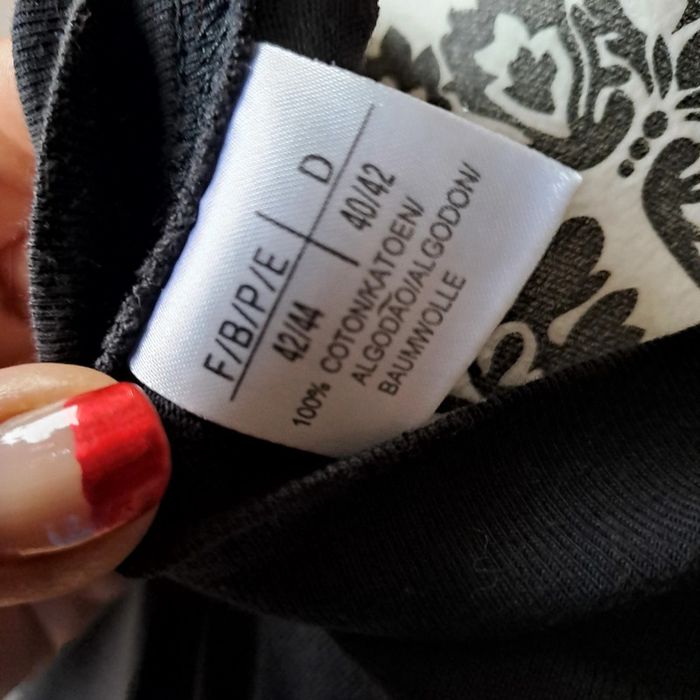 F/B/P/E D
42/44 40/42
100% COTON/KATOEN/
ALGODÃO/ALGODON/
BAUMWOLLE